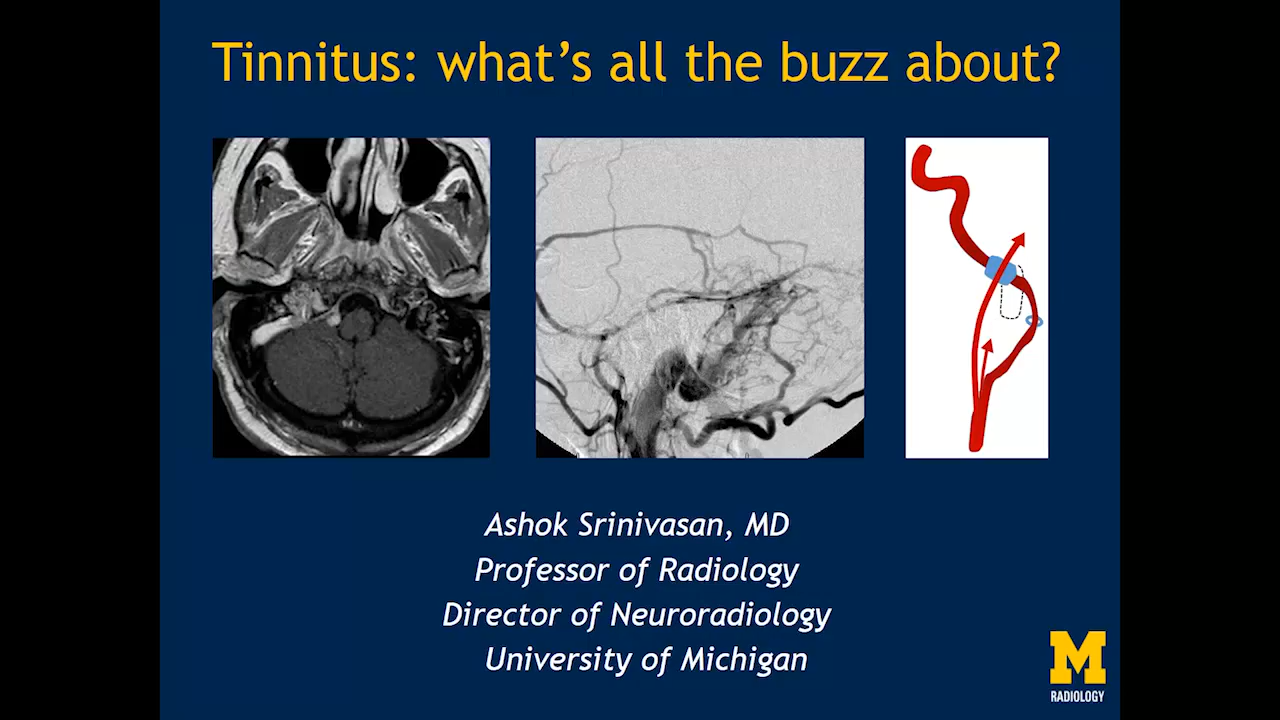 Tinnitus: what's all the buzz about?
Ashok Srinivasan, MD
Professor of Radiology
Director of Neuroradiology
University of Michigan
M
RADIOLOGY